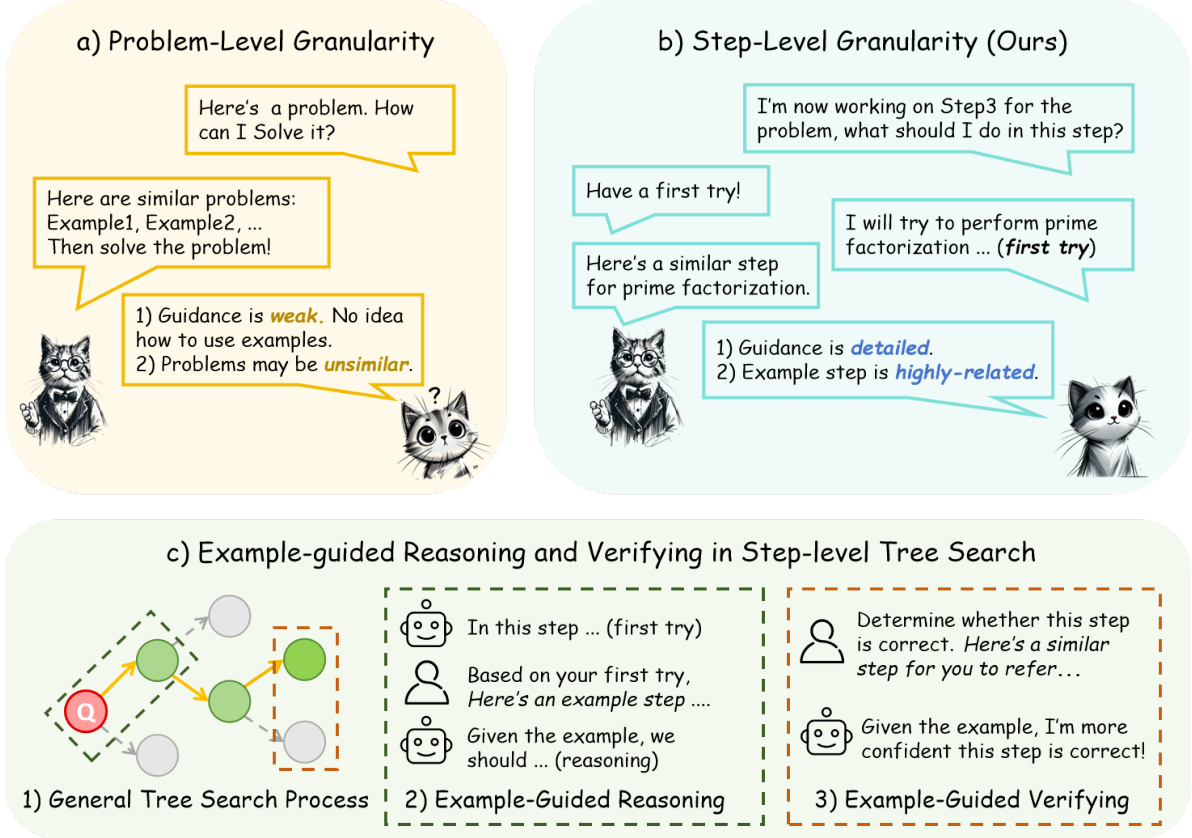 a) Problem-Level Granularity
Here's a problem. How
can I Solve it?
Here are similar problems:
Example1, Example2, ...
Then solve the problem!
1) Guidance is weak. No idea
how to use examples.
2) Problems may be unsimilar.
?
b) Step-Level Granularity (Ours)
I'm now working on Step3 for the
problem, what should I do in this step?
Have a first try!
I will try to perform prime
factorization ... (first try)
Here's a similar step
for prime factorization.
1) Guidance is detailed.
2) Example step is highly-related.
c) Example-guided Reasoning and Verifying in Step-level Tree Search
Q
1) General Tree Search Process
In this step ... (first try)
Based on your first try,
Here's an example step ....
Given the example, we
should ... (reasoning)
2) Example-Guided Reasoning
Determine whether this step
is correct. Here's a similar
step for you to refer...
Given the example, I'm more
confident this step is correct!
3) Example-Guided Verifying